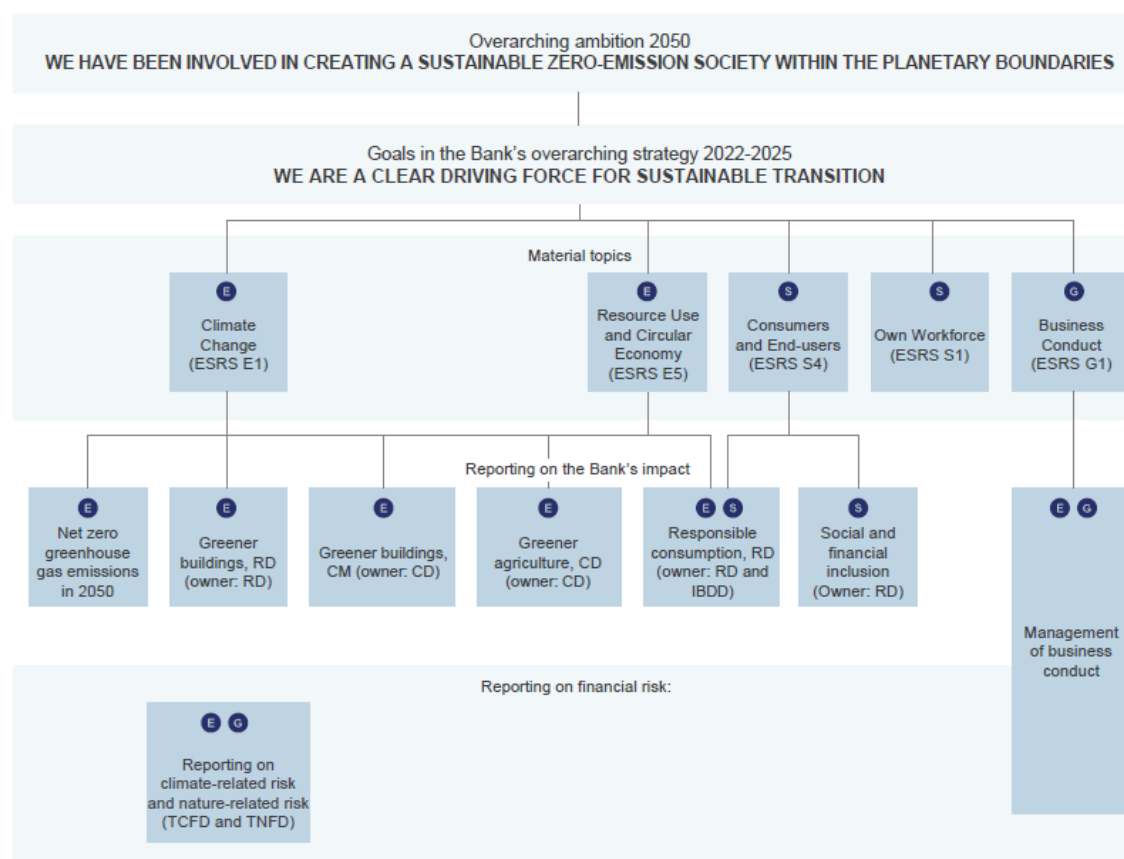 Overarching ambition 2050
WE HAVE BEEN INVOLVED IN CREATING A SUSTAINABLE ZERO-EMISSION SOCIETY WITHIN THE PLANETARY BOUNDARIES
Goals in the Bank's overarching strategy 2022-2025
WE ARE A CLEAR DRIVING FORCE FOR SUSTAINABLE TRANSITION
Material topics
E
Climate
Change
(ESRS E1)
E
Resource Use
and Circular
Economy
(ESRS E5)
S
Consumers
and End-users
(ESRS S4)
S
Own Workforce
(ESRS S1)
G
Business
Conduct
(ESRS G1)
Reporting on the Bank's impact
E
Net zero
greenhouse
gas emissions
in 2050
E
Greener
buildings, RD
(owner: RD)
E
Greener buildings,
CM (owner: CD)
E
Greener
agriculture, CD
(owner: CD)
E S
Responsible
consumption, RD
(owner: RD and
IBDD)
S
Social and
financial
inclusion
(Owner: RD)
E G
Management
of business
conduct
Reporting on financial risk:
E G
Reporting on
climate-related risk
and nature-related risk
(TCFD and TNFD)